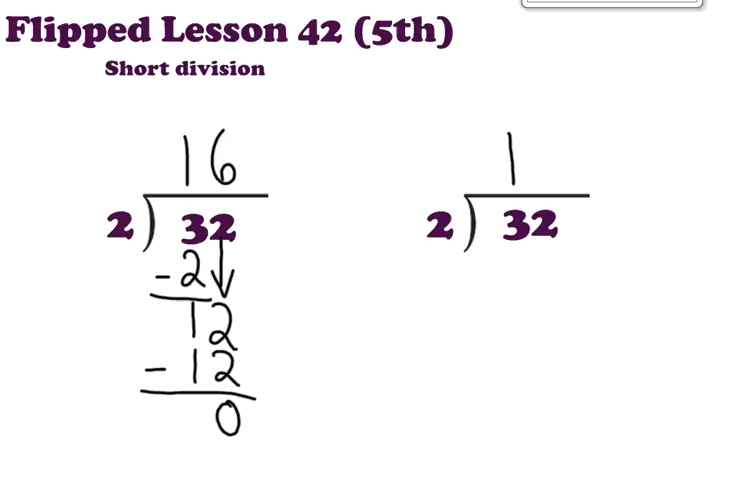 Flipped Lesson 42 (5th)
Short division
16
2 ) 32
- 2
12
- 12
0
1
2 ) 32